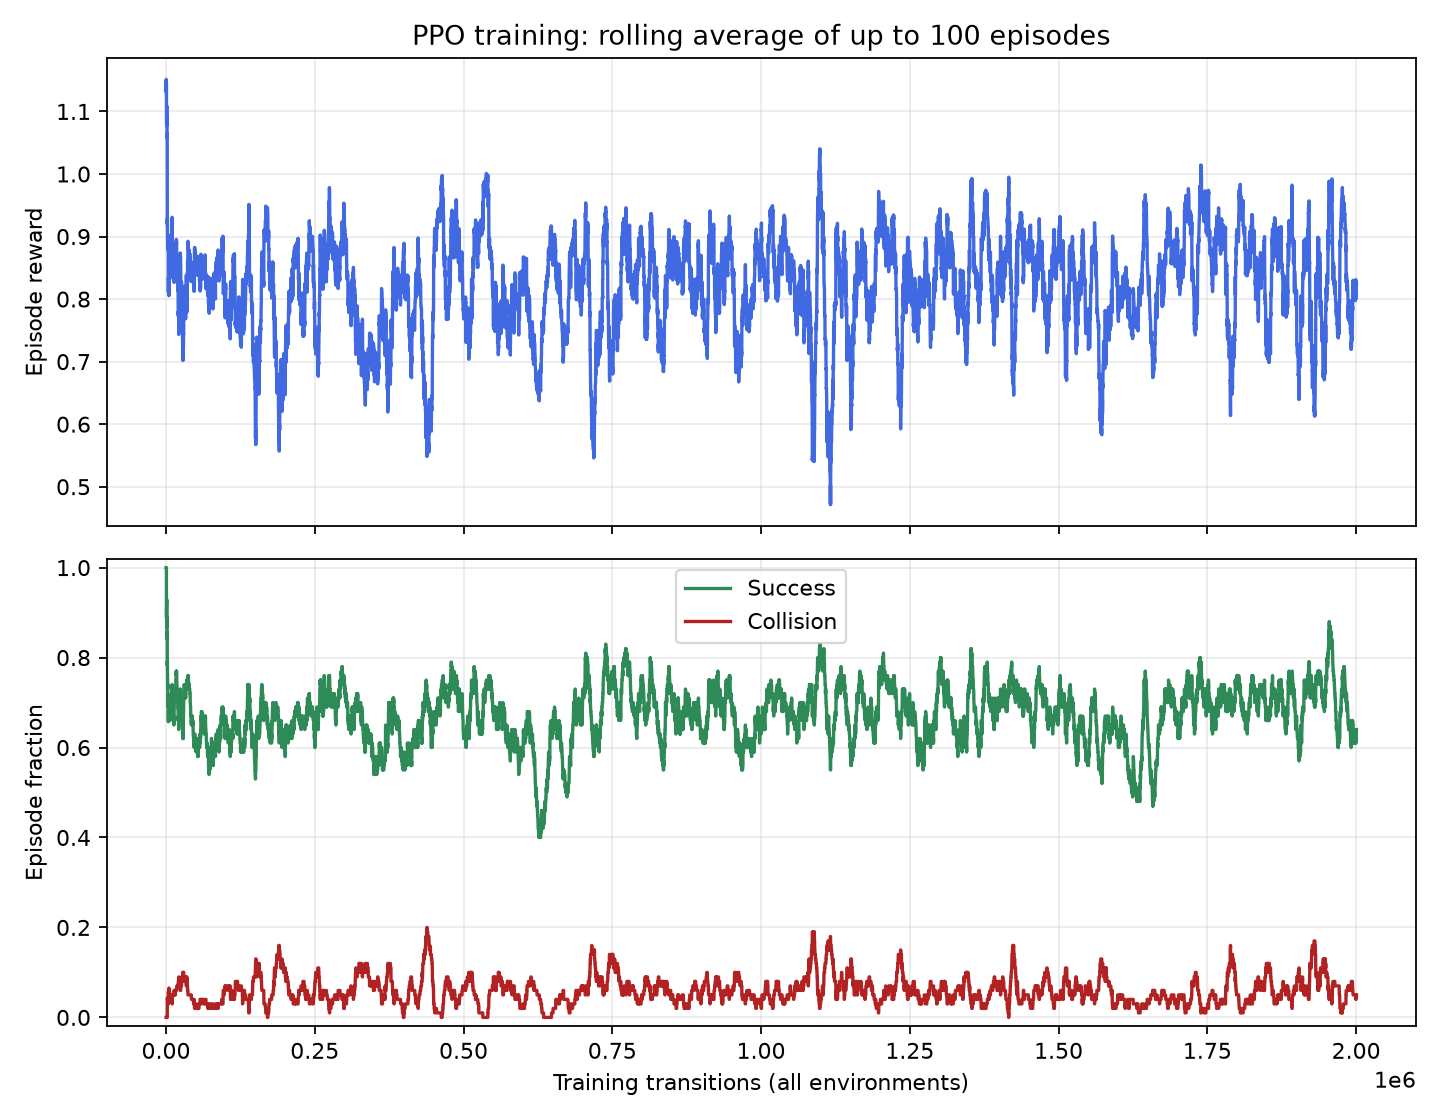 PPO training: rolling average of up to 100 episodes
Episode reward
1.1
1.0
0.9
0.8
0.7
0.6
0.5
Episode fraction
1.0
0.8
0.6
0.4
0.2
0.0
Success
Collision
0.00 0.25 0.50 0.75 1.00 1.25 1.50 1.75 2.00
Training transitions (all environments)
1e6